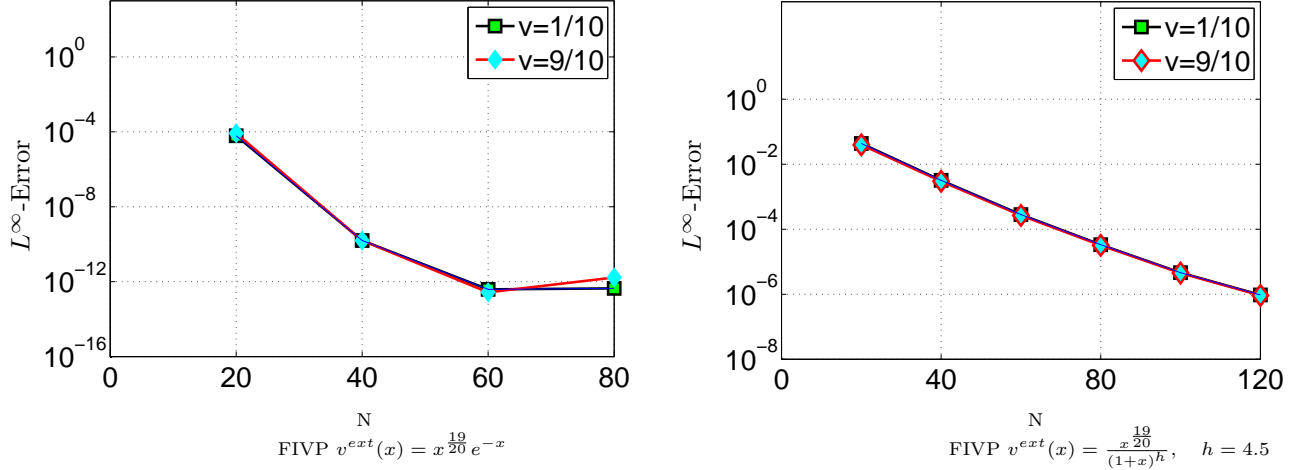 v=1/10
v=9/10
10^0
10^−4
10^−8
10^−12
10^−16
L^∞-Error
0 20 40 60 80
N
FIVP v^{ext}(x) = x^{19/20} e^{−x}
v=1/10
v=9/10
10^0
10^−2
10^−4
10^−6
10^−8
L^∞-Error
0 40 80 120
N
FIVP v^{ext}(x) = x^{19/20}/(1+x)^h, h = 4.5